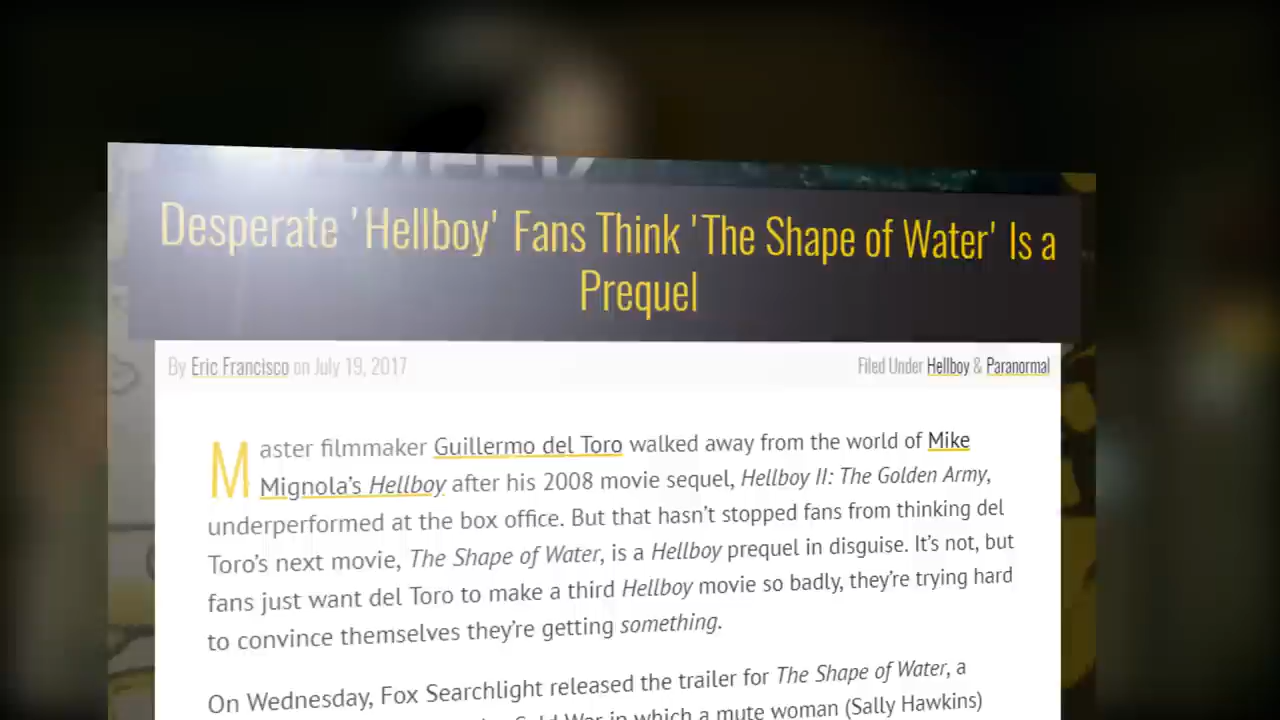 Desperate 'Hellboy' Fans Think 'The Shape of Water' Is a
Prequel
By Eric Francisco on July 19, 2017
Filed Under Hellboy & Paranormal
Master filmmaker Guillermo del Toro walked away from the world of Mike
Mignola's Hellboy after his 2008 movie sequel, Hellboy II: The Golden Army,
underperformed at the box office. But that hasn't stopped fans from thinking del
Toro's next movie, The Shape of Water, is a Hellboy prequel in disguise. It's not, but
fans just want del Toro to make a third Hellboy movie so badly, they're trying hard
to convince themselves they're getting something.
On Wednesday, Fox Searchlight released the trailer for The Shape of Water, a
Cold War in which a mute woman (Sally Hawkins)